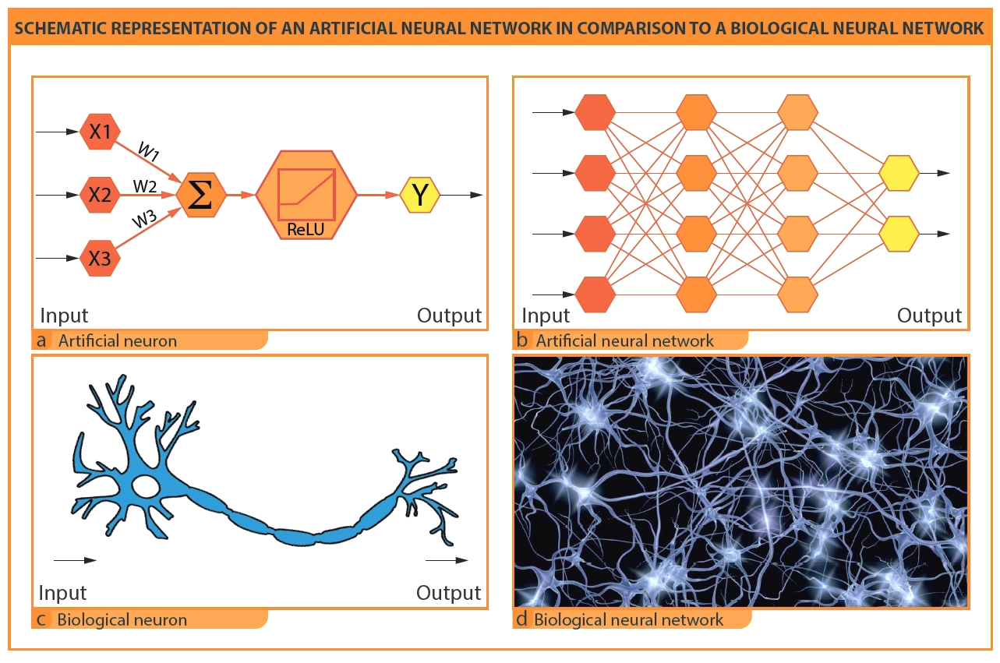 SCHEMATIC REPRESENTATION OF AN ARTIFICIAL NEURAL NETWORK IN COMPARISON TO A BIOLOGICAL NEURAL NETWORK
X1
W1
X2
W2
Σ
Y
W3
ReLU
X3
Input
Output
a Artificial neuron
Input
Output
b Artificial neural network
Input
Output
c Biological neuron
d Biological neural network